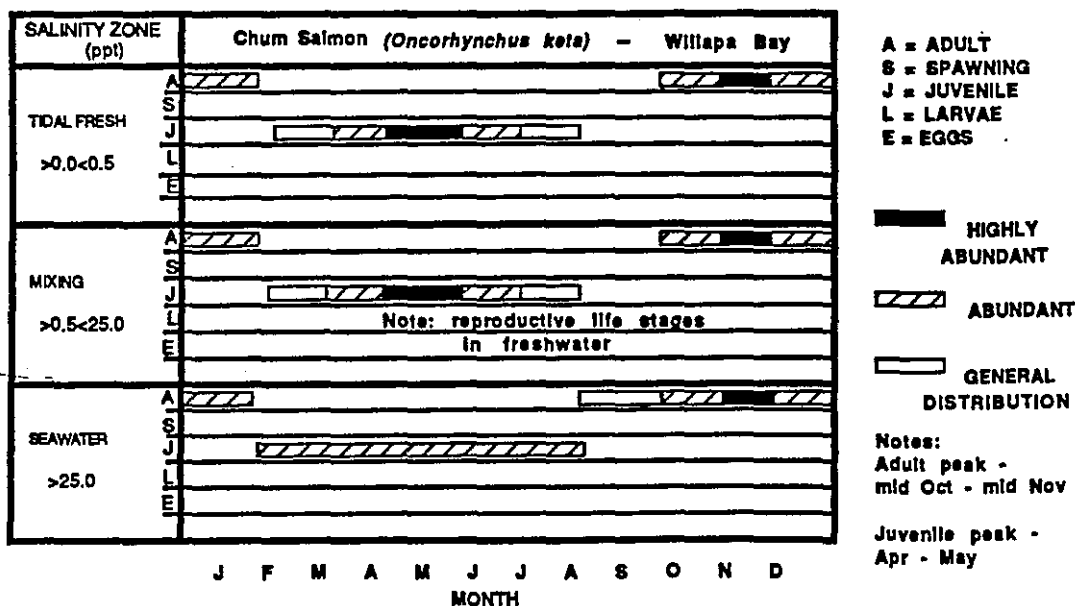 SALINITY ZONE
(ppt)
Chum Salmon (Oncorhynchus keta) – Willapa Bay
TIDAL FRESH
>0.0<0.5
A
S
J
L
E
MIXING
>0.5<25.0
A
S
J
L
E
Note: reproductive life stages
in freshwater
SEAWATER
>25.0
A
S
J
L
E
J F M A M J J A S O N D
MONTH
A = ADULT
S = SPAWNING
J = JUVENILE
L = LARVAE
E = EGGS
HIGHLY
ABUNDANT
ABUNDANT
GENERAL
DISTRIBUTION
Notes:
Adult peak -
mid Oct - mid Nov
Juvenile peak -
Apr - May